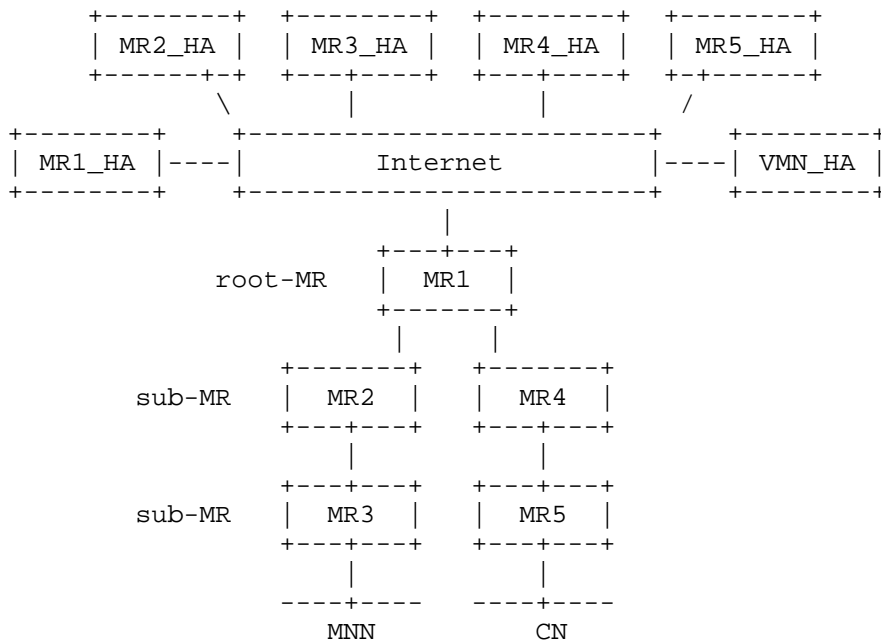 MR2_HA MR3_HA MR4_HA MR5_HA
MR1_HA Internet VMN_HA
root-MR MR1
sub-MR MR2 MR4
sub-MR MR3 MR5
MNN CN